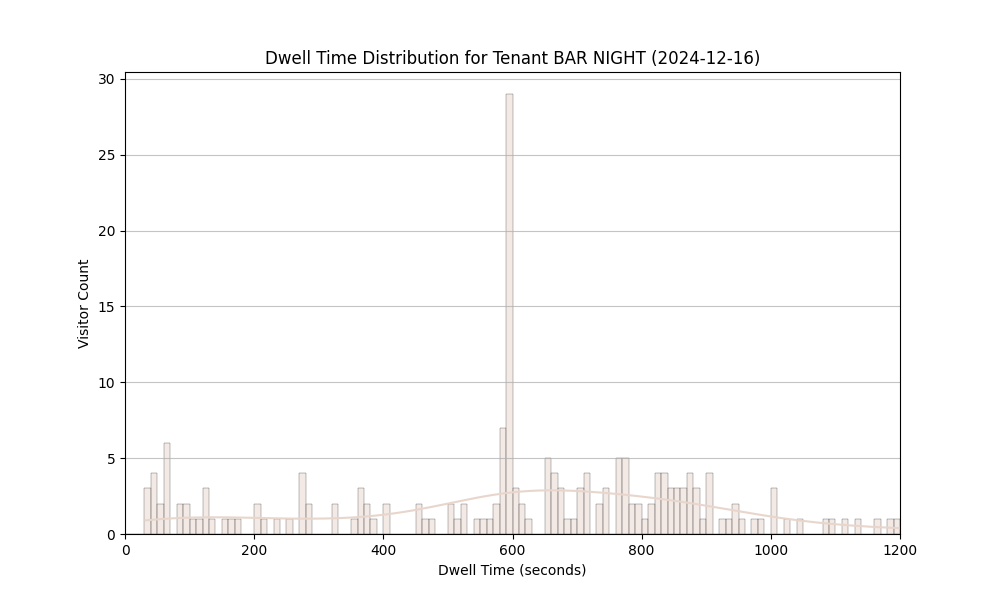 Dwell Time Distribution for Tenant BAR NIGHT (2024-12-16)
30
25
20
15
10
5
0
Visitor Count
0 200 400 600 800 1000 1200
Dwell Time (seconds)